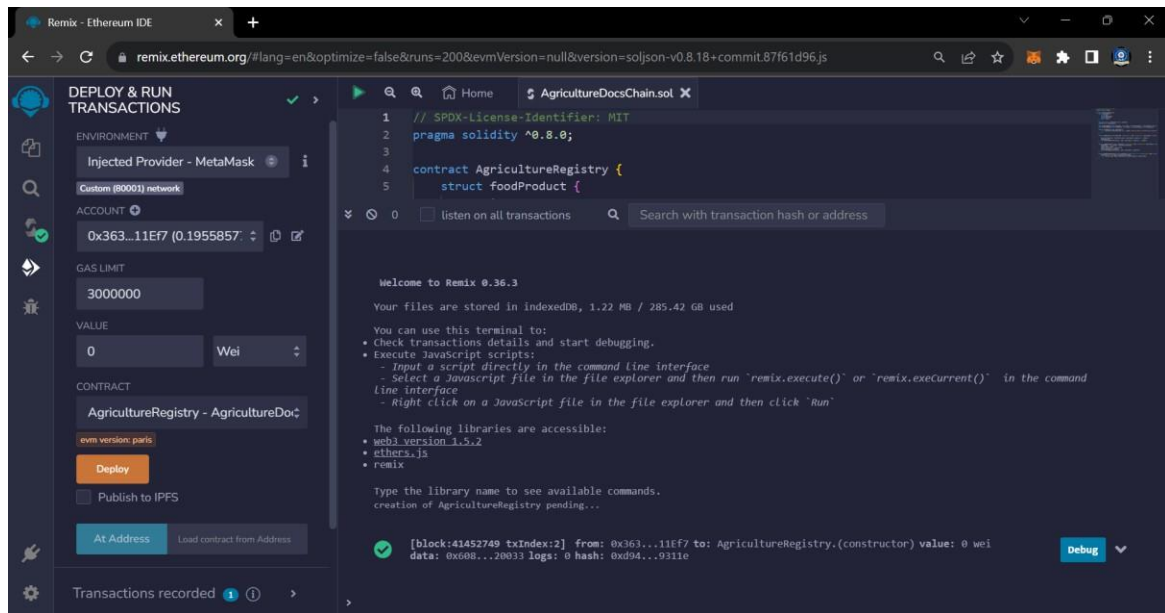 Remix - Ethereum IDE
remix.ethereum.org/#lang=en&optimize=false&runs=200&evmVersion=null&version=soljson-v0.8.18+commit.87f61d96.js
DEPLOY & RUN
TRANSACTIONS
ENVIRONMENT
Injected Provider - MetaMask
i
Custom (80001) network
ACCOUNT
0x363...11Ef7 (0.1955857
GAS LIMIT
3000000
VALUE
0
Wei
CONTRACT
AgricultureRegistry - AgricultureDo
evm version: paris
Deploy
Publish to IPFS
At Address
Load contract from Address
Transactions recorded 1 i
Home
AgricultureDocsChain.sol
1 // SPDX-License-Identifier: MIT
2 pragma solidity ^0.8.0;
3
4 contract AgricultureRegistry {
5 struct foodProduct {
0
listen on all transactions
Search with transaction hash or address
Welcome to Remix 0.36.3
Your files are stored in indexedDB, 1.22 MB / 285.42 GB used
You can use this terminal to:
• Check transactions details and start debugging.
• Execute JavaScript scripts:
- Input a script directly in the command line interface
- Select a Javascript file in the file explorer and then run `remix.execute()` or `remix.exeCurrent()` in the command
line interface
- Right click on a JavaScript file in the file explorer and then click `Run`
The following libraries are accessible:
• web3 version 1.5.2
• ethers.js
• remix
Type the library name to see available commands.
creation of AgricultureRegistry pending...
[block:41452749 txIndex:2] from: 0x363...11Ef7 to: AgricultureRegistry.(constructor) value: 0 wei
data: 0x608...20033 logs: 0 hash: 0xd94...9311e
Debug
>